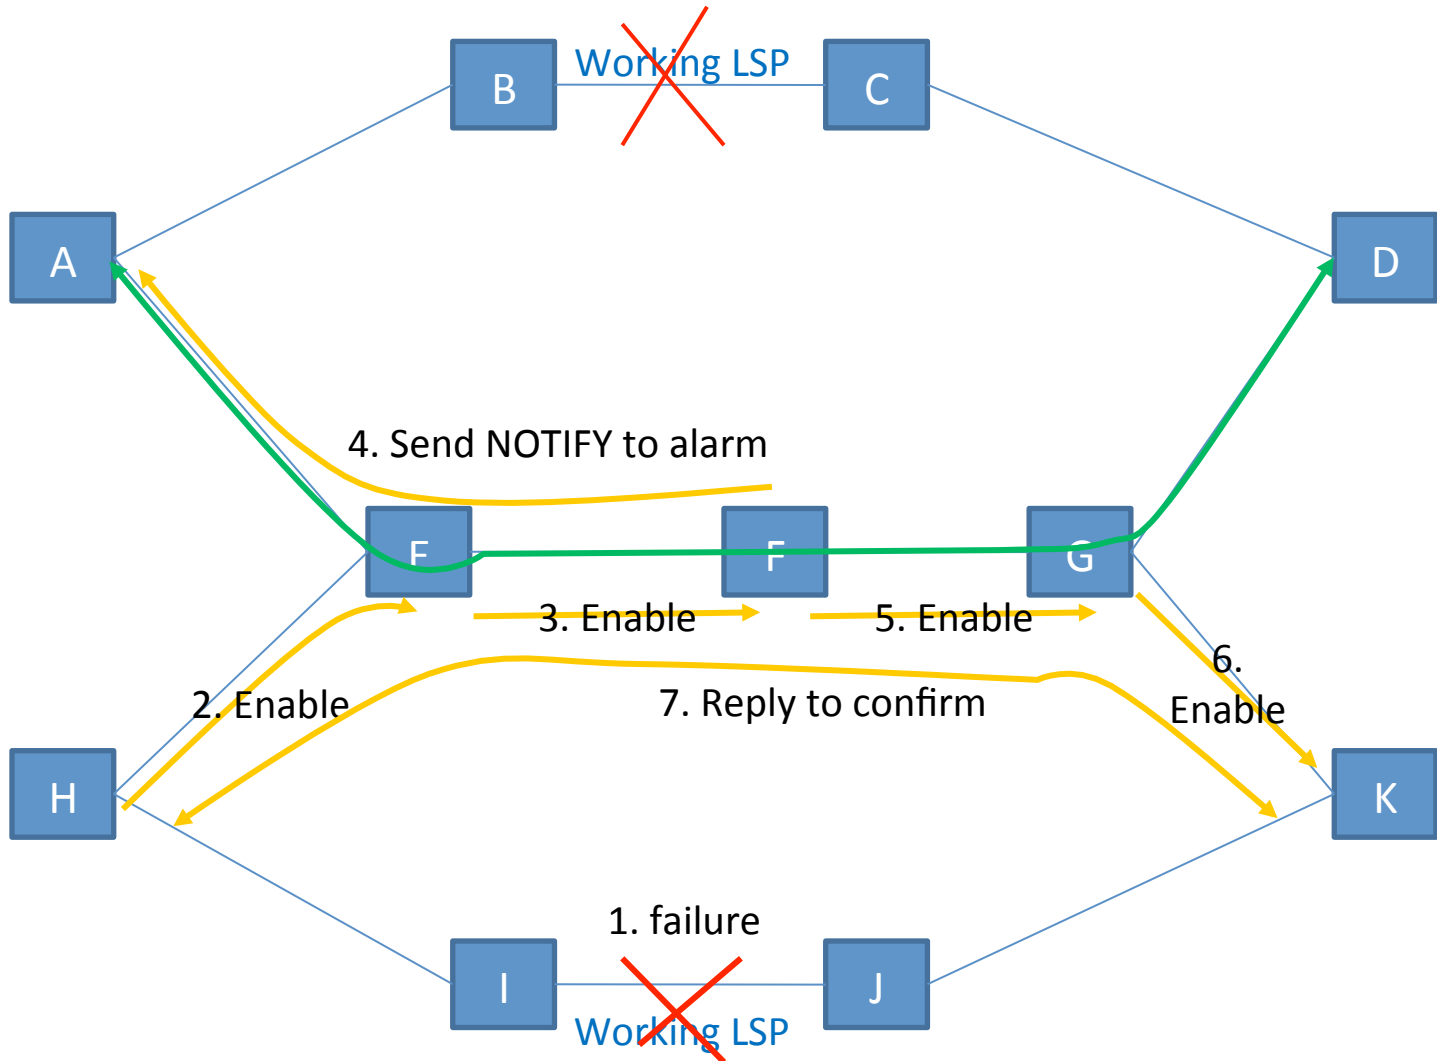 Working LSP
B
C
A
D
4. Send NOTIFY to alarm
E
F
G
3. Enable
5. Enable
6.
Enable
2. Enable
7. Reply to confirm
H
K
1. failure
I
J
Working LSP